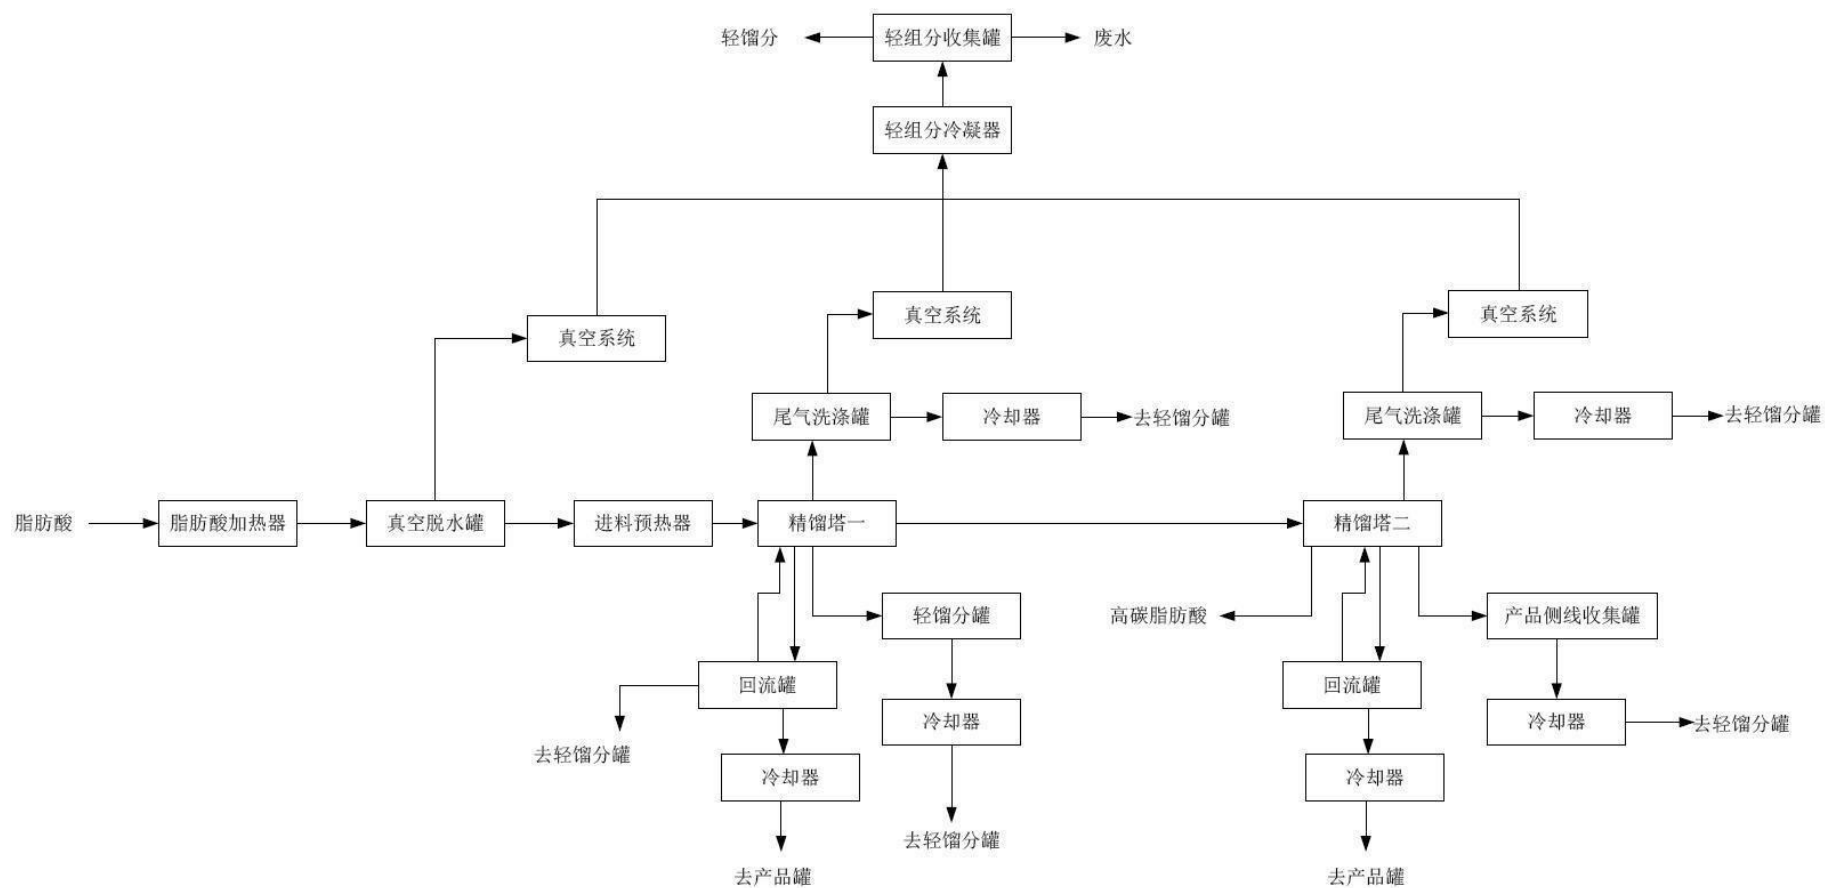 轻馏分
轻组分收集罐
废水
轻组分冷凝器
真空系统
真空系统
真空系统
尾气洗涤罐
冷却器
去轻馏分罐
尾气洗涤罐
冷却器
去轻馏分罐
脂肪酸
脂肪酸加热器
真空脱水罐
进料预热器
精馏塔一
精馏塔二
轻馏分罐
高碳脂肪酸
产品侧线收集罐
回流罐
回流罐
冷却器
冷却器
去轻馏分罐
去轻馏分罐
冷却器
冷却器
去轻馏分罐
去产品罐
去产品罐